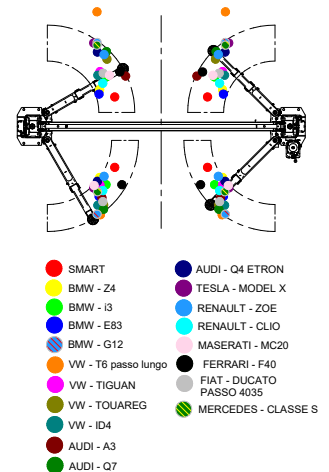 SMART
BMW - Z4
BMW - i3
BMW - E83
BMW - G12
VW - T6 passo lungo
VW - TIGUAN
VW - TOUAREG
VW - ID4
AUDI - A3
AUDI - Q7
AUDI - Q4 ETRON
TESLA - MODEL X
RENAULT - ZOE
RENAULT - CLIO
MASERATI - MC20
FERRARI - F40
FIAT - DUCATO
PASSO 4035
MERCEDES - CLASSE S